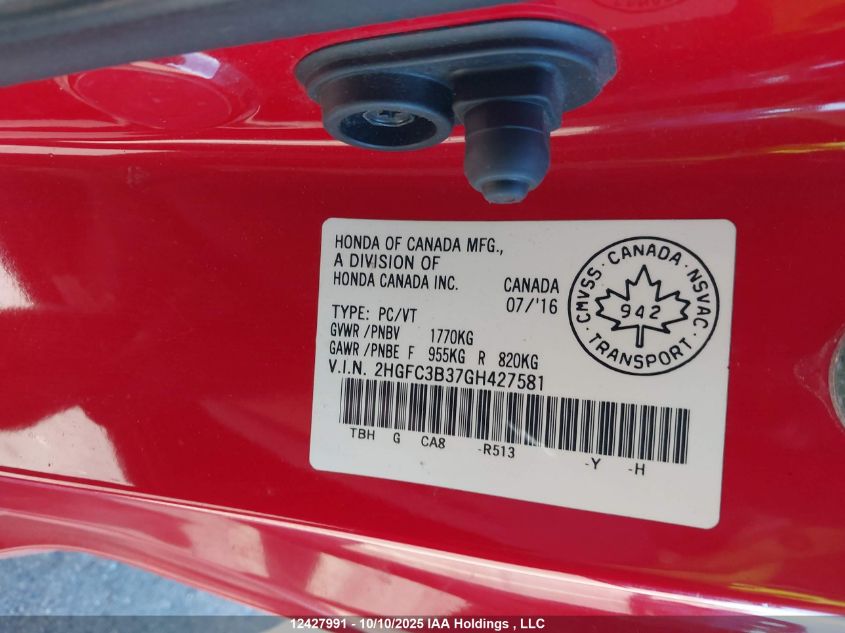 HONDA OF CANADA MFG.,
A DIVISION OF
HONDA CANADA INC.
CANADA
07/'16
TYPE: PC/VT
GVWR/PNBV 1770KG
GAWR/PNBE F 955KG R 820KG
V.I.N. 2HGFC3B37GH427581
TBH G CA8 -R513 -Y -H
CMVSS · CANADA · NSVAC
942
TRANSPORT
12427991 - 10/10/2025 IAA Holdings , LLC